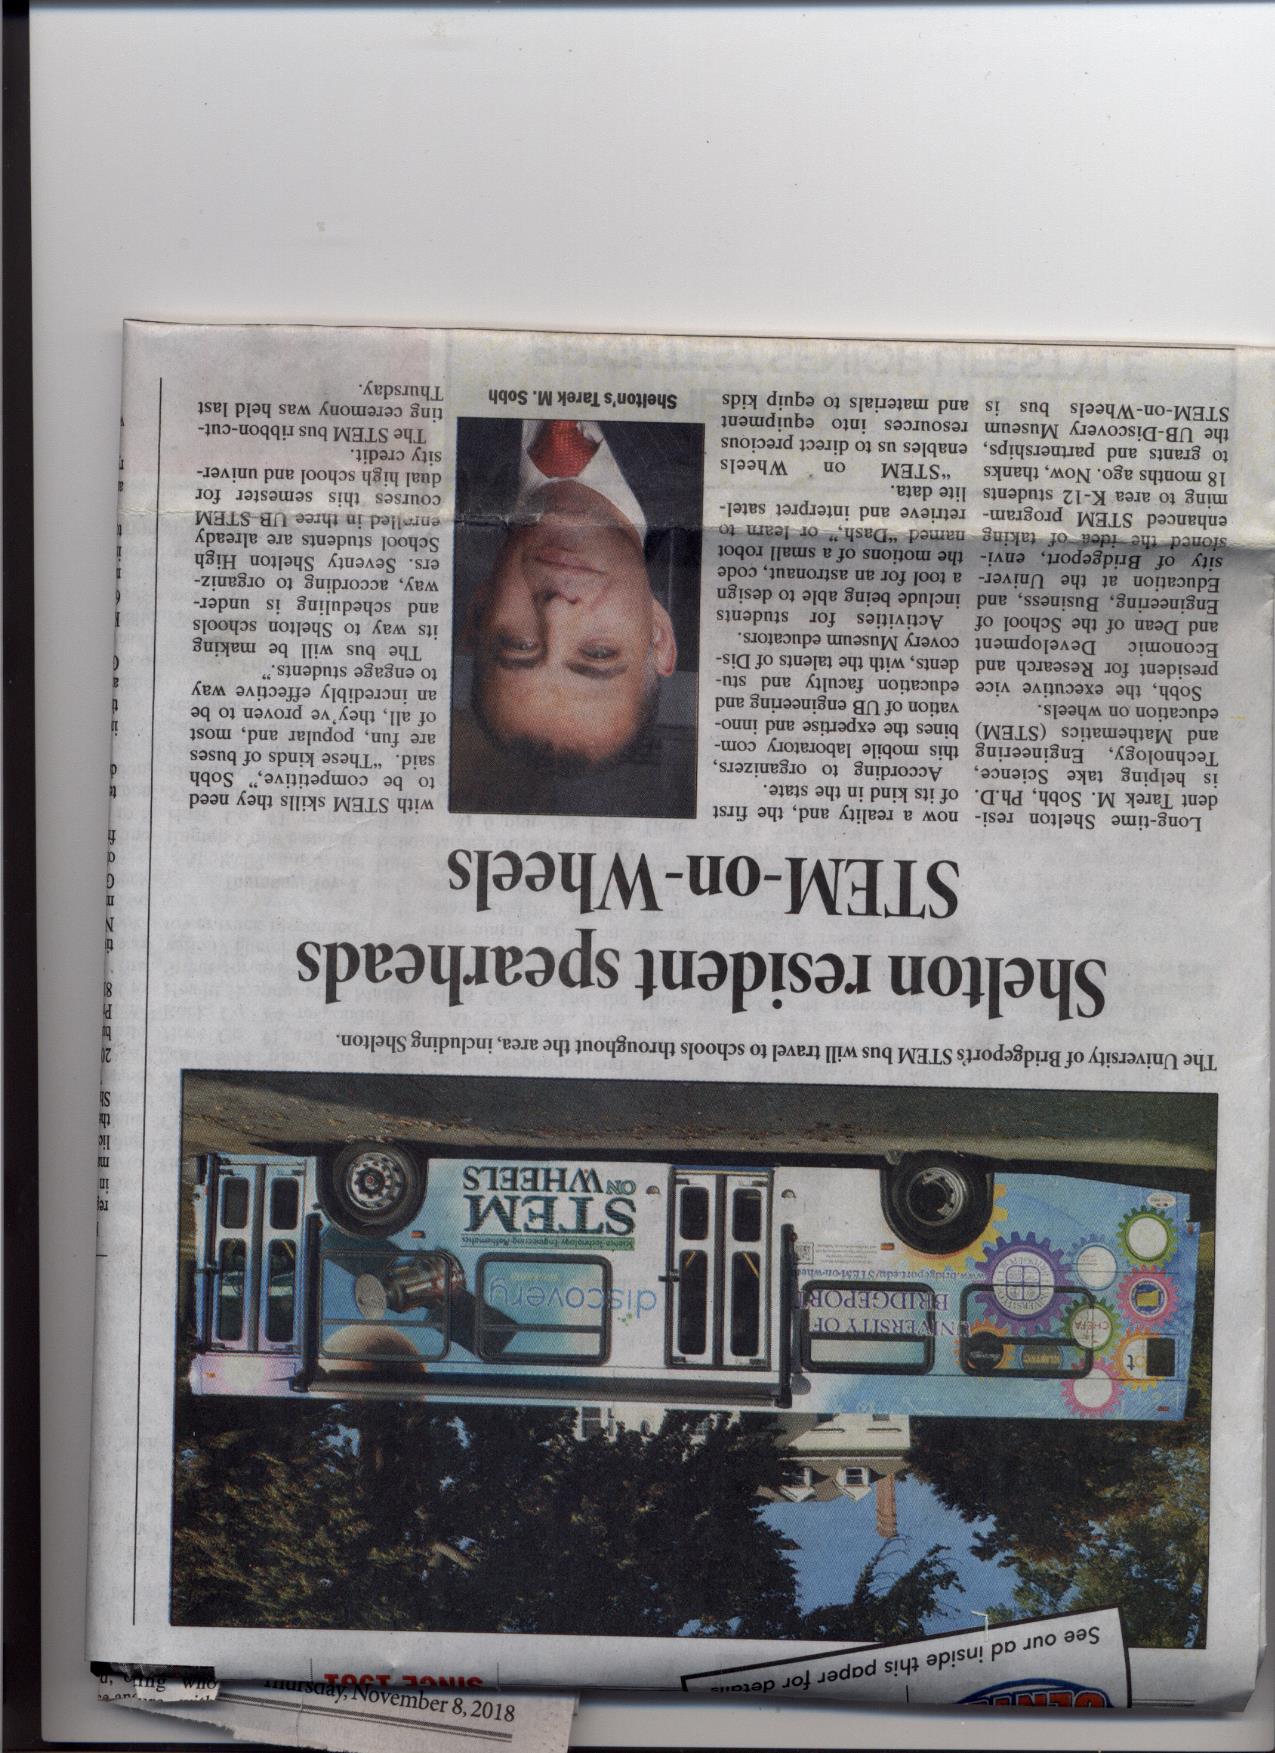 Thursday, November 8, 2018
SINCE 1981
See our ad inside this paper for details
discovery
UNIVERSITY OF
BRIDGEPORT
www.bridgeport.edu/STEM-on-wheels
CHEFA
Science•Technology•Engineering•Mathematics
STEM
ON
WHEELS
The University of Bridgeport's STEM bus will travel to schools throughout the area, including Shelton.
Shelton resident spearheads
STEM-on-Wheels
Long-time Shelton resi-
dent Tarek M. Sobh, Ph.D.
is helping take Science,
Technology, Engineering
and Mathematics (STEM)
education on wheels.
Sobh, the executive vice
president for Research and
Economic Development
and Dean of the School of
Engineering, Business, and
Education at the Univer-
sity of Bridgeport, envi-
sioned the idea of taking
enhanced STEM program-
ming to area K-12 students
18 months ago. Now, thanks
to grants and partnerships,
the UB-Discovery Museum
STEM-on-Wheels bus is
now a reality and, the first
of its kind in the state.
According to organizers,
this mobile laboratory com-
bines the expertise and inno-
vation of UB engineering and
education faculty and stu-
dents, with the talents of Dis-
covery Museum educators.
Activities for students
include being able to design
a tool for an astronaut, code
the motions of a small robot
named “Dash,” or learn to
retrieve and interpret satel-
lite data.
“STEM on Wheels
enables us to direct precious
resources into equipment
and materials to equip kids
Shelton's Tarek M. Sobh
with STEM skills they need
to be competitive,” Sobh
said. “These kinds of buses
are fun, popular and, most
of all, they've proven to be
an incredibly effective way
to engage students.”
The bus will be making
its way to Shelton schools
and scheduling is under-
way, according to organiz-
ers. Seventy Shelton High
School students are already
enrolled in three UB STEM
courses this semester for
dual high school and univer-
sity credit.
The STEM bus ribbon-cut-
ting ceremony was held last
Thursday.